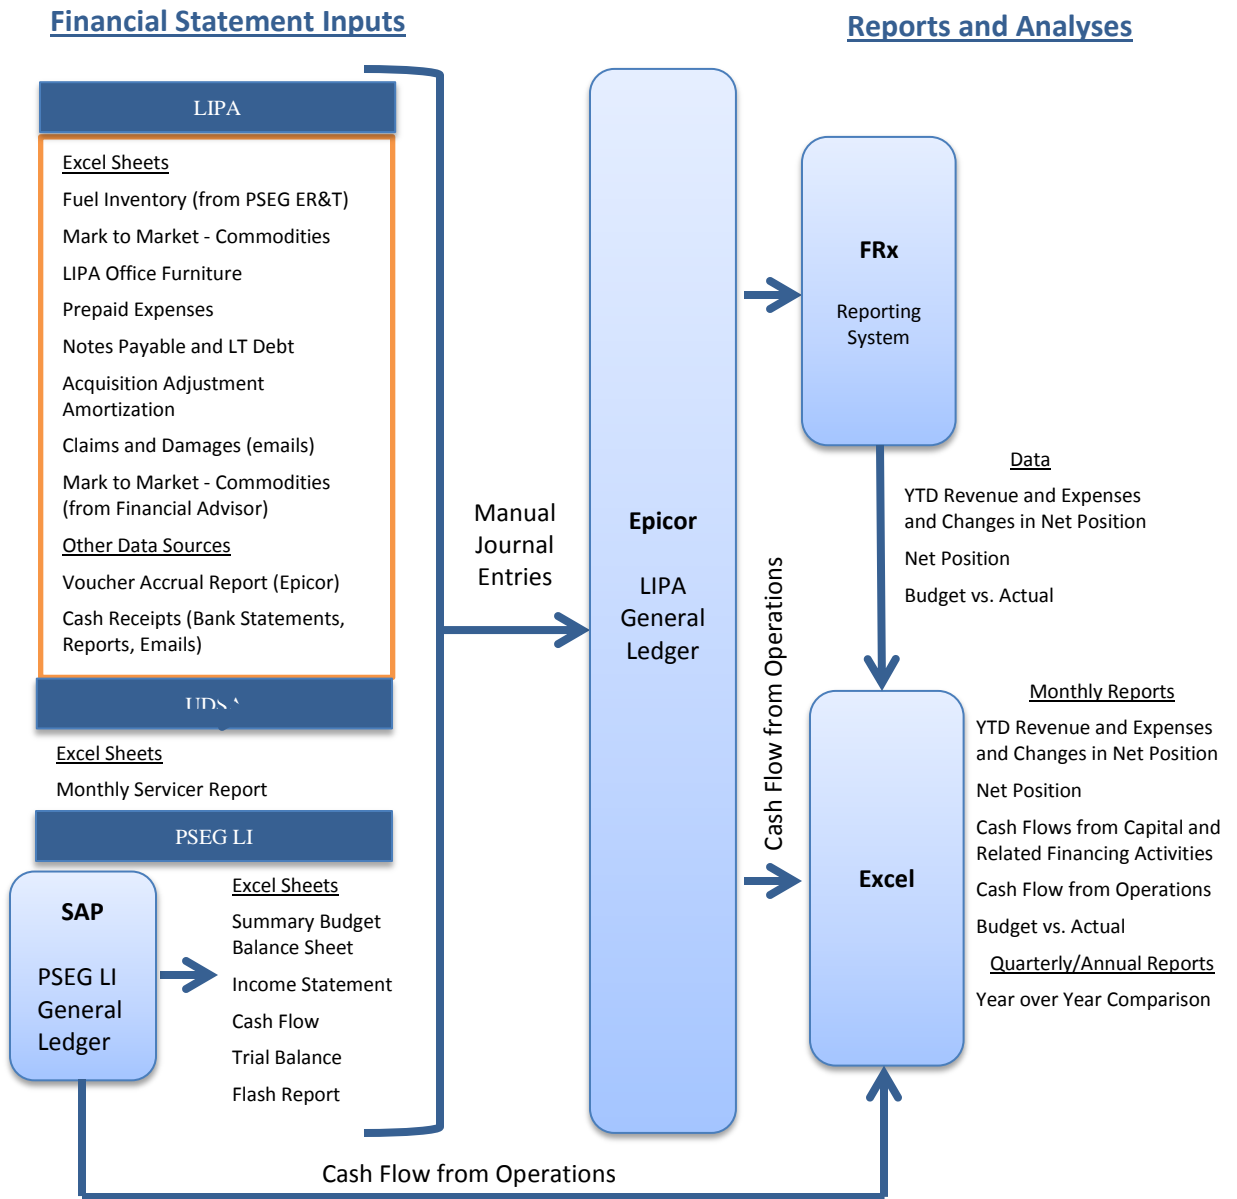 Financial Statement Inputs
Reports and Analyses
LIPA
Excel Sheets
Fuel Inventory (from PSEG ER&T)
Mark to Market - Commodities
LIPA Office Furniture
Prepaid Expenses
Notes Payable and LT Debt
Acquisition Adjustment
Amortization
Claims and Damages (emails)
Mark to Market - Commodities
(from Financial Advisor)
Other Data Sources
Voucher Accrual Report (Epicor)
Cash Receipts (Bank Statements,
Reports, Emails)
Excel Sheets
Monthly Servicer Report
PSEG LI
SAP
PSEG LI
General
Ledger
Excel Sheets
Summary Budget
Balance Sheet
Income Statement
Cash Flow
Trial Balance
Flash Report
Manual
Journal
Entries
Epicor
LIPA
General
Ledger
Cash Flow from Operations
FRx
Reporting
System
Data
YTD Revenue and Expenses
and Changes in Net Position
Net Position
Budget vs. Actual
Excel
Monthly Reports
YTD Revenue and Expenses
and Changes in Net Position
Net Position
Cash Flows from Capital and
Related Financing Activities
Cash Flow from Operations
Budget vs. Actual
Quarterly/Annual Reports
Year over Year Comparison
Cash Flow from Operations